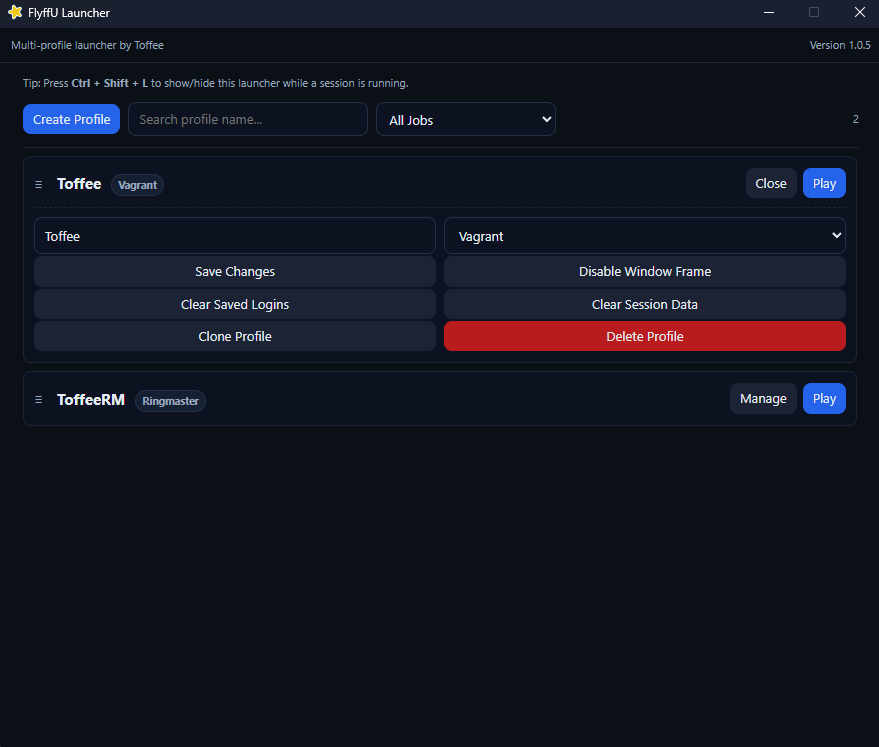 FlyffU Launcher
Multi-profile launcher by Toffee Version 1.0.5
Tip: Press Ctrl + Shift + L to show/hide this launcher while a session is running.
Create Profile Search profile name... All Jobs 2
Toffee Vagrant Close Play
Toffee Vagrant
Save Changes Disable Window Frame
Clear Saved Logins Clear Session Data
Clone Profile Delete Profile
ToffeeRM Ringmaster Manage Play